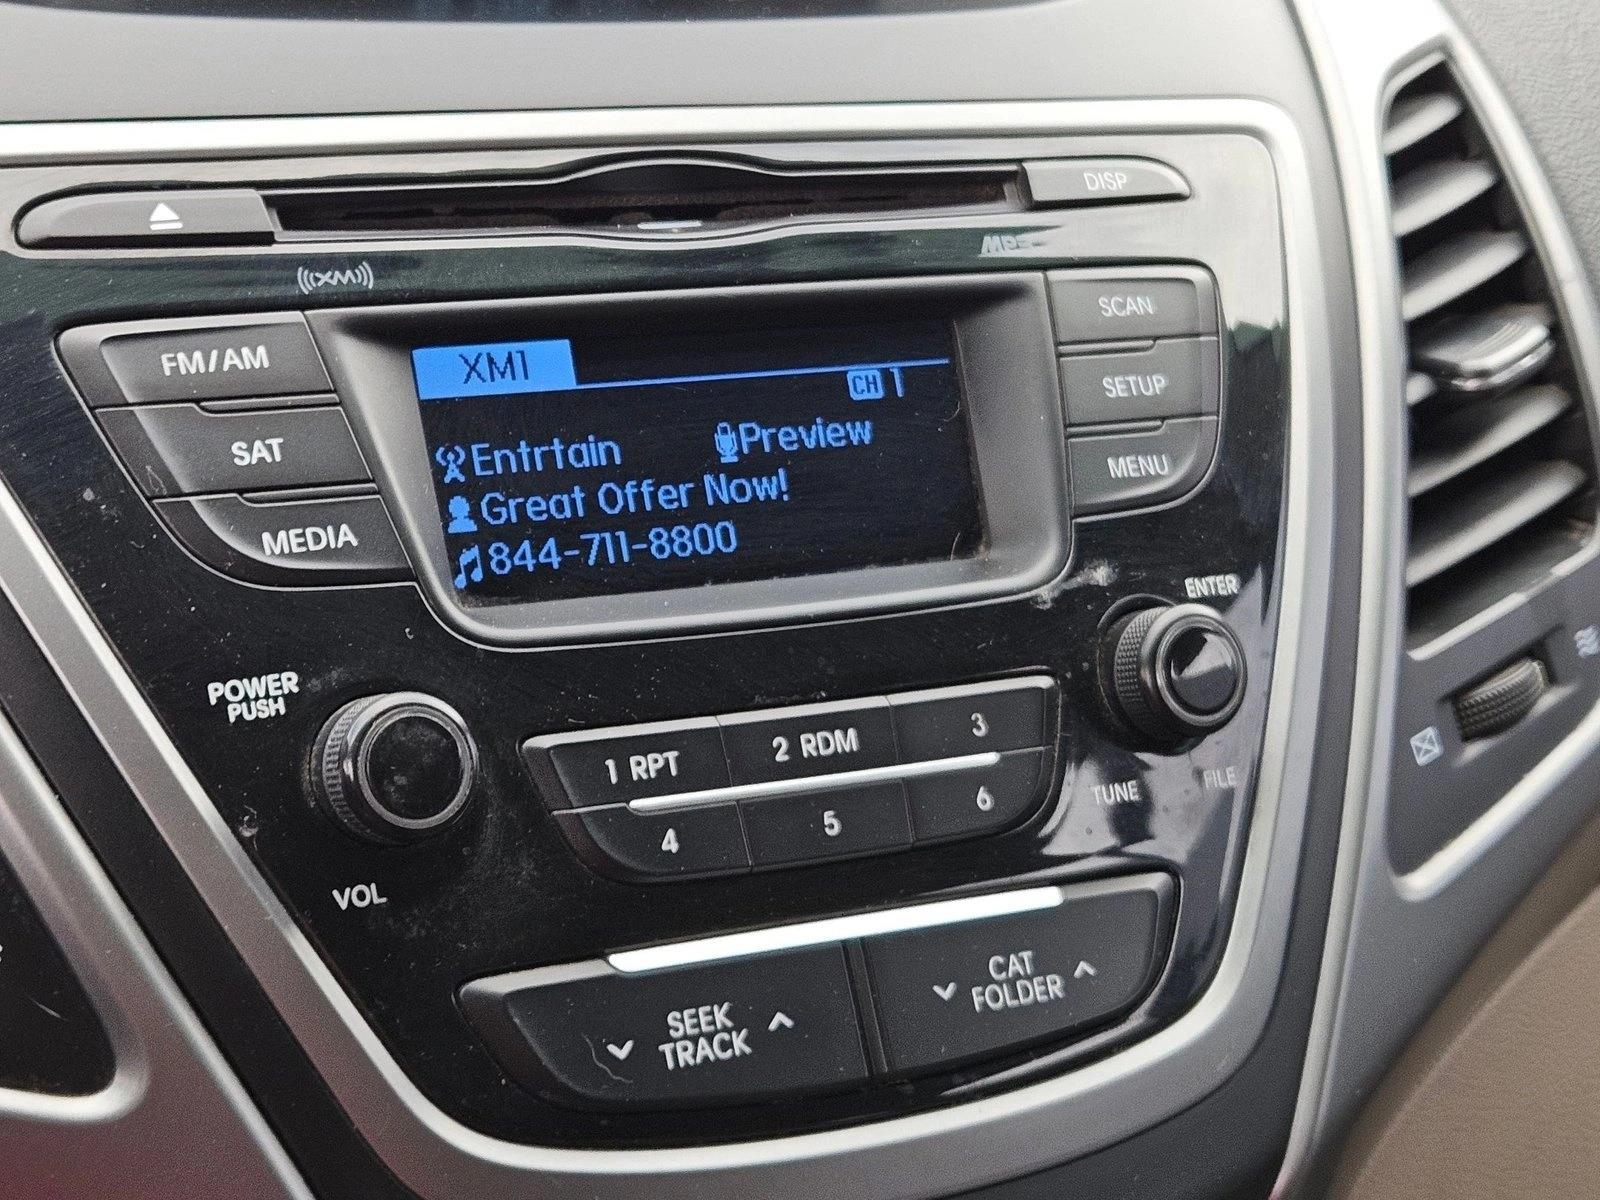 DISP
((XM))
MP3
FM/AM
SAT
MEDIA
XM1
CH 1
Entrtain Preview
Great Offer Now!
844-711-8800
SCAN
SETUP
MENU
ENTER
POWER
PUSH
VOL
1 RPT 2 RDM 3
4 5 6
TUNE FILE
SEEK
TRACK
CAT
FOLDER